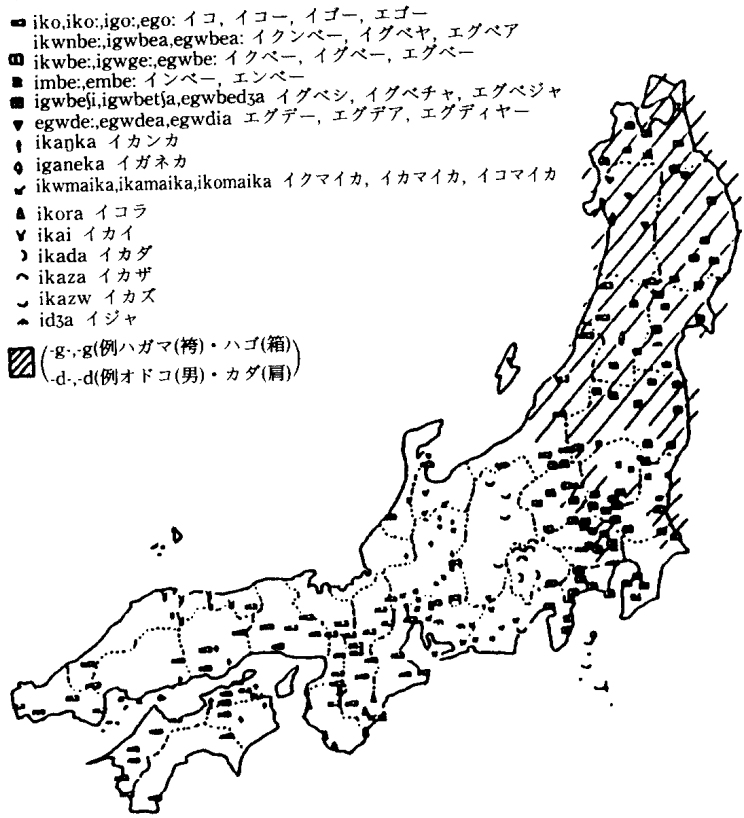 iko,iko:,igo:,ego: イコ, イコー, イゴー, エゴー
ikwnbe:,igwbea,egwbea: イクンベー, イグベヤ, エグベア
ikwbe:,igwge:,egwbe: イクベー, イグベー, エグベー
imbe:,embe: インベー, エンベー
igwbeʃi,igwbetʃa,egwbedʒa イグベシ, イグベチャ, エグベジャ
egwde:,egwdea,egwdia エグデー, エグデア, エグディヤー
ikaŋka イカンカ
iganeka イガネカ
ikwmaika,ikamaika,ikomaika イクマイカ, イカマイカ, イコマイカ
ikora イコラ
ikai イカイ
ikada イカダ
ikaza イカザ
ikazw イカズ
idʒa イジャ
(-g-,-g(例ハガマ(袴)・ハゴ(箱)
-d-,-d(例オドコ(男)・カダ(肩))